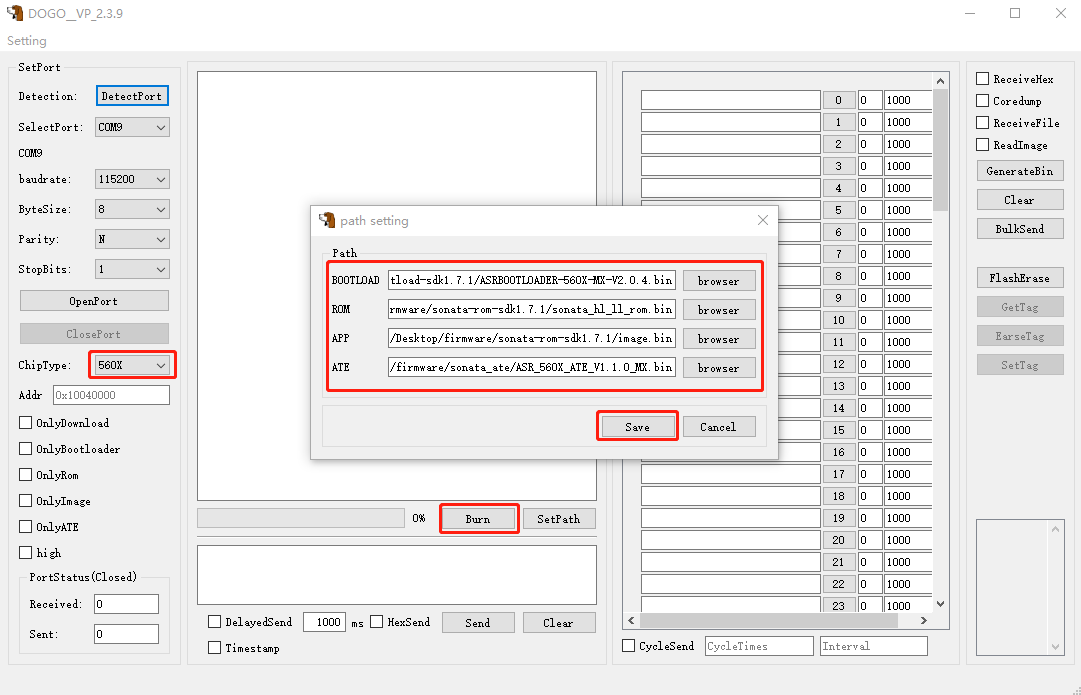 DOGO__VP_2.3.9
Setting
SetPort
Detection: DetectPort
SelectPort: COM9
COM9
baudrate: 115200
ByteSize: 8
Parity: N
StopBits: 1
OpenPort
ClosePort
ChipType: 560X
Addr 0x10040000
OnlyDownload
OnlyBootloader
OnlyRom
OnlyImage
OnlyATE
high
PortStatus(Closed)
Received: 0
Sent: 0
path setting
Path
BOOTLOAD tload-sdk1.7.1/ASRBOOTLOADER-560X-MX-V2.0.4.bin browser
ROM rmware/sonata-rom-sdk1.7.1/sonata_hl_ll_rom.bin browser
APP /Desktop/firmware/sonata-rom-sdk1.7.1/image.bin browser
ATE /firmware/sonata_ate/ASR_560X_ATE_V1.1.0_MX.bin browser
Save Cancel
0% Burn SetPath
DelayedSend 1000 ms HexSend Send Clear
Timestamp
0 0 1000
1 0 1000
2 0 1000
3 0 1000
4 0 1000
5 0 1000
6 0 1000
7 0 1000
8 0 1000
9 0 1000
10 0 1000
11 0 1000
12 0 1000
13 0 1000
14 0 1000
15 0 1000
16 0 1000
17 0 1000
18 0 1000
19 0 1000
20 0 1000
21 0 1000
22 0 1000
23 0 1000
CycleSend CycleTimes Interval
ReceiveHex
Coredump
ReceiveFile
ReadImage
GenerateBin
Clear
BulkSend
FlashErase
GetTag
EarseTag
SetTag